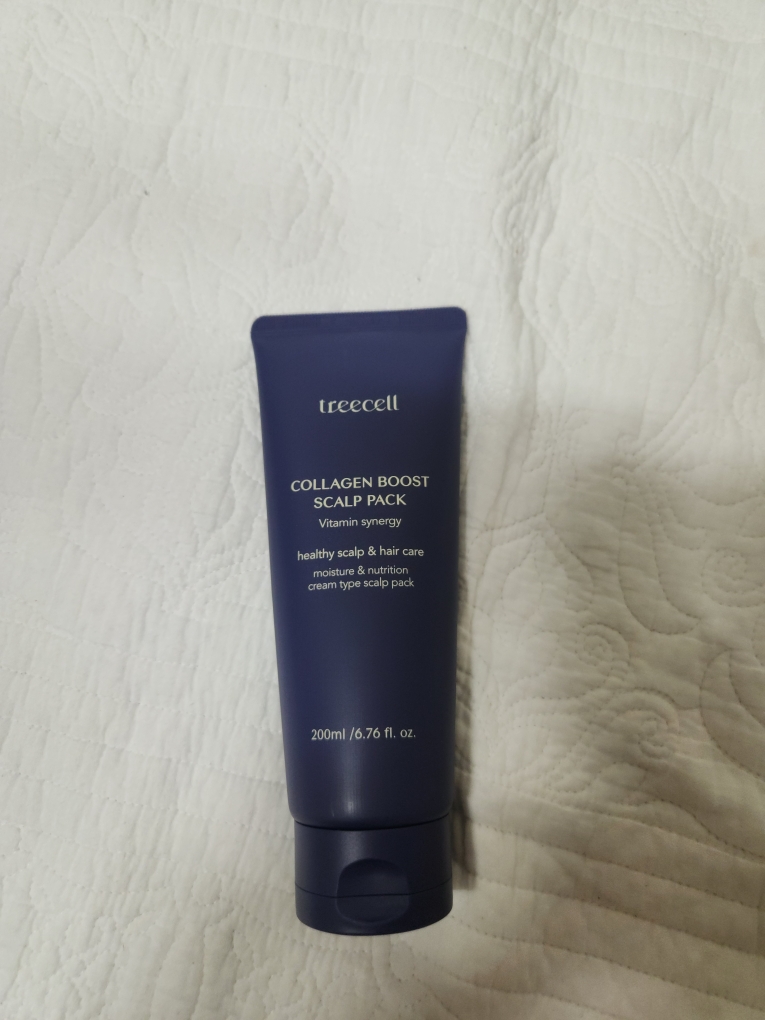 treecell
COLLAGEN BOOST
SCALP PACK
Vitamin synergy
healthy scalp & hair care
moisture & nutrition
cream type scalp pack
200ml /6.76 fl. oz.